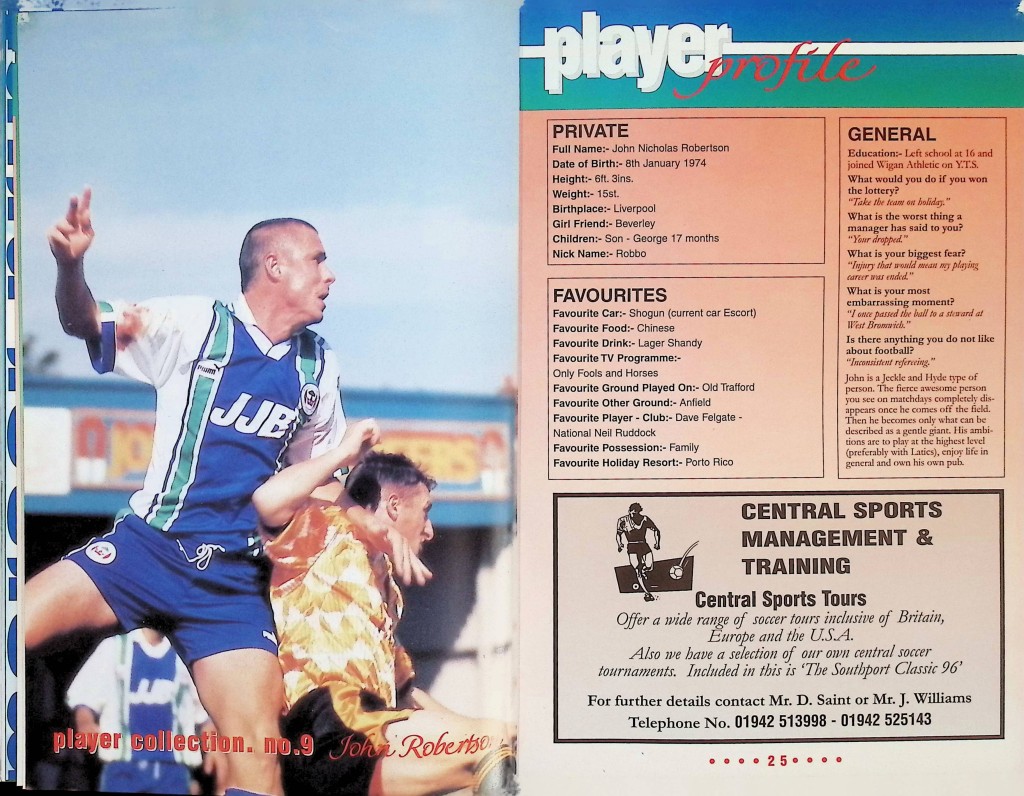 JJB
PUMA
JJB
player collection. no.9 John Robertson
player profile
PRIVATE
Full Name:- John Nicholas Robertson
Date of Birth:- 8th January 1974
Height:- 6ft. 3ins.
Weight:- 15st.
Birthplace:- Liverpool
Girl Friend:- Beverley
Children:- Son - George 17 months
Nick Name:- Robbo
FAVOURITES
Favourite Car:- Shogun (current car Escort)
Favourite Food:- Chinese
Favourite Drink:- Lager Shandy
Favourite TV Programme:-
Only Fools and Horses
Favourite Ground Played On:- Old Trafford
Favourite Other Ground:- Anfield
Favourite Player - Club:- Dave Felgate -
National Neil Ruddock
Favourite Possession:- Family
Favourite Holiday Resort:- Porto Rico
GENERAL
Education:- Left school at 16 and
joined Wigan Athletic on Y.T.S.
What would you do if you won
the lottery?
"Take the team on holiday."
What is the worst thing a
manager has said to you?
"Your dropped."
What is your biggest fear?
"Injury that would mean my playing
career was ended."
What is your most
embarrassing moment?
"I once passed the ball to a steward at
West Bromwich."
Is there anything you do not like
about football?
"Inconsistent refereeing."
John is a Jeckle and Hyde type of
person. The fierce awesome person
you see on matchdays completely dis-
appears once he comes off the field.
Then he becomes only what can be
described as a gentle giant. His ambi-
tions are to play at the highest level
(preferably with Latics), enjoy life in
general and own his own pub.
CENTRAL SPORTS
MANAGEMENT &
TRAINING
Central Sports Tours
Offer a wide range of soccer tours inclusive of Britain,
Europe and the U.S.A.
Also we have a selection of our own central soccer
tournaments. Included in this is 'The Southport Classic 96'
For further details contact Mr. D. Saint or Mr. J. Williams
Telephone No. 01942 513998 - 01942 525143
• • • • 25 • • • •